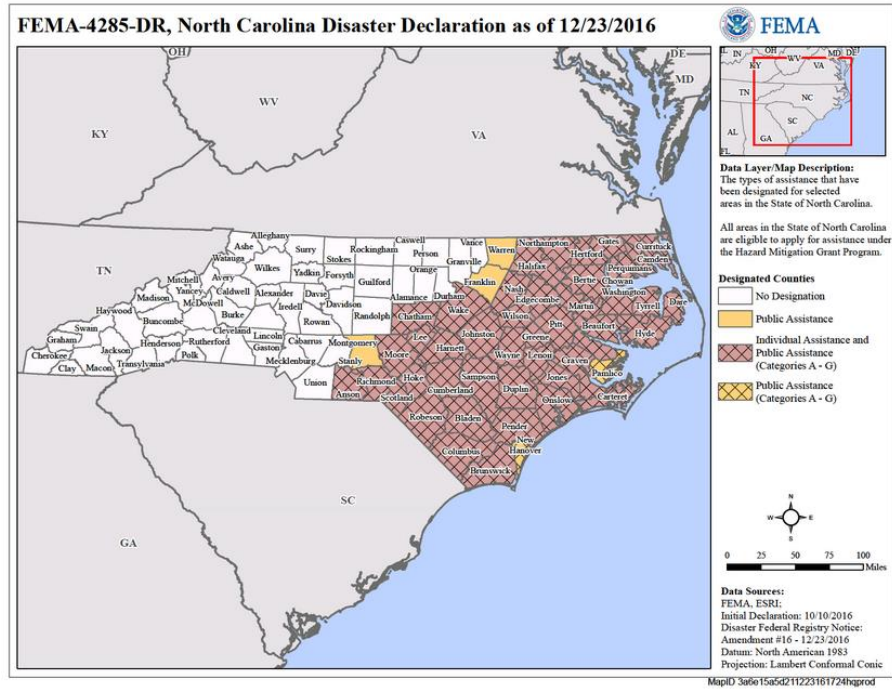 FEMA-4285-DR, North Carolina Disaster Declaration as of 12/23/2016
FEMA
OH
WV
KY
VA
DE
MD
TN
SC
GA
Alleghany
Ashe
Surry
Stokes
Rockingham
Caswell
Person
Vance
Granville
Warren
Northampton
Gates
Currituck
Hertford
Camden
Perquimans
Halifax
Watauga
Wilkes
Yadkin
Forsyth
Guilford
Orange
Alamance
Durham
Franklin
Nash
Edgecombe
Bertie
Chowan
Washington
Mitchell
Avery
Yancey
Caldwell
Alexander
Davie
Davidson
Iredell
Randolph
Chatham
Wake
Wilson
Martin
Tyrrell
Dare
Madison
McDowell
Burke
Rowan
Haywood
Buncombe
Swain
Graham
Cherokee
Clay
Macon
Jackson
Transylvania
Henderson
Rutherford
Polk
Cleveland
Lincoln
Gaston
Mecklenburg
Cabarrus
Montgomery
Stanly
Union
Anson
Richmond
Moore
Lee
Harnett
Johnston
Greene
Pitt
Beaufort
Hyde
Wayne
Lenoir
Craven
Pamlico
Hoke
Scotland
Cumberland
Sampson
Duplin
Jones
Onslow
Carteret
Robeson
Bladen
Pender
New
Hanover
Columbus
Brunswick
IL
IN
OH
WV
MD
DE
KY
VA
TN
NC
SC
AL
GA
FL
Data Layer/Map Description:
The types of assistance that have
been designated for selected
areas in the State of North Carolina.
All areas in the State of North Carolina
are eligible to apply for assistance under
the Hazard Mitigation Grant Program.
Designated Counties
No Designation
Public Assistance
Individual Assistance and
Public Assistance
(Categories A - G)
Public Assistance
(Categories A - G)
N
W E
S
0 25 50 75 100
Miles
Data Sources:
FEMA, ESRI;
Initial Declaration: 10/10/2016
Disaster Federal Registry Notice:
Amendment #16 - 12/23/2016
Datum: North American 1983
Projection: Lambert Conformal Conic
MapID 3a6e15a5d211223161724hqprod